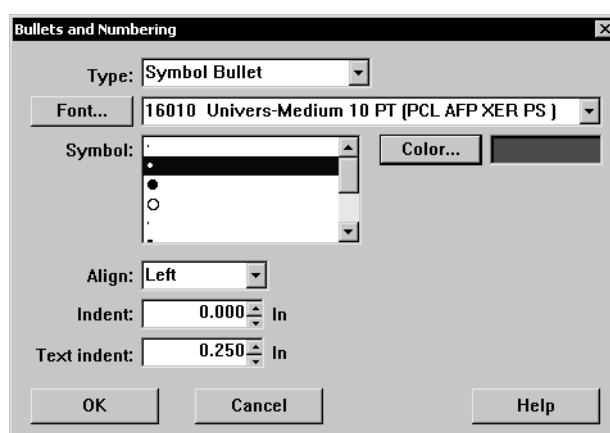 Bullets and Numbering
Type: Symbol Bullet
Font... 16010 Univers-Medium 10 PT (PCL AFP XER PS )
Symbol: Color...
Align: Left
Indent: 0.000 In
Text indent: 0.250 In
OK Cancel Help